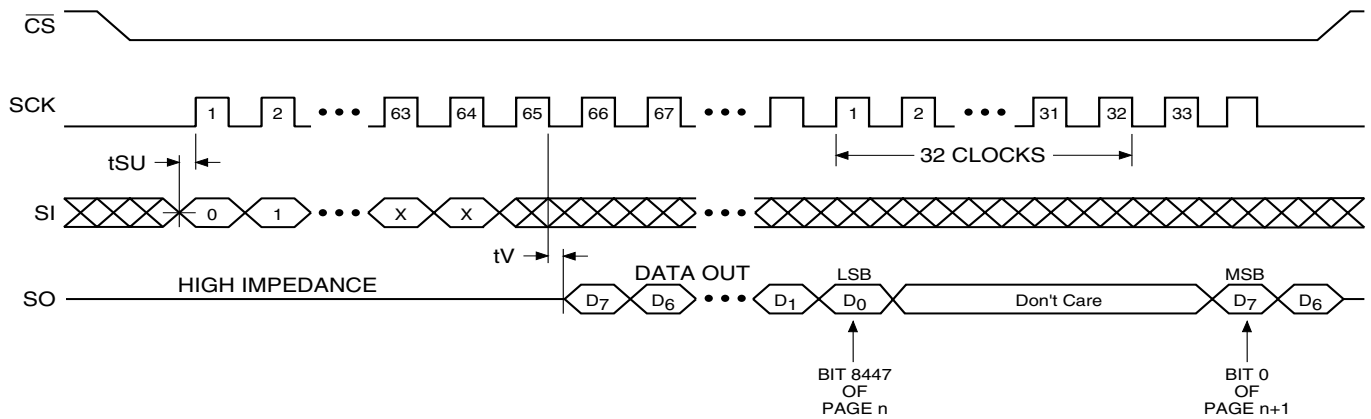 CS
SCK 1 2 ••• 63 64 65 66 67 ••• 1 2 ••• 31 32 33
tSU
32 CLOCKS
SI 0 1 ••• X X •••
tV
HIGH IMPEDANCE
DATA OUT
LSB
MSB
SO D7 D6 ••• D1 D0 Don't Care D7 D6
BIT 8447
OF
PAGE n
BIT 0
OF
PAGE n+1